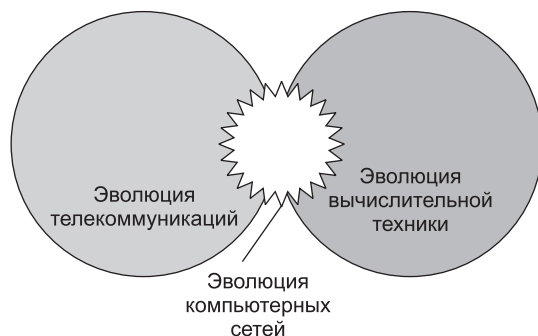 Эволюция
телекоммуникаций
Эволюция
вычислительной
техники
Эволюция
компьютерных
сетей